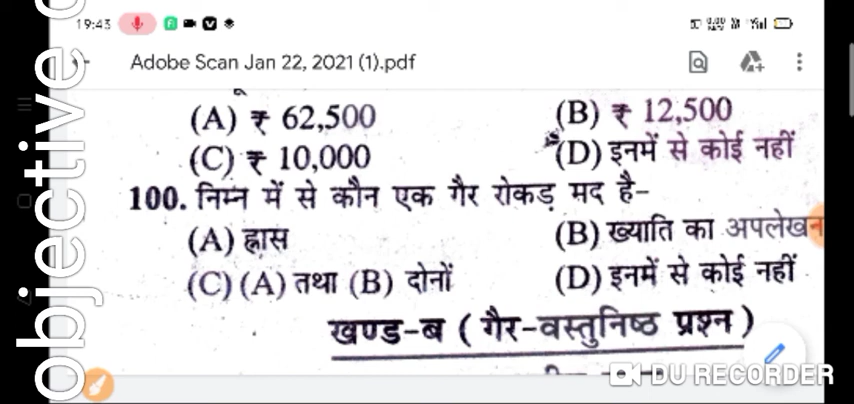 19:43
Adobe Scan Jan 22, 2021 (1).pdf
objective
(A) ₹ 62,500
(B) ₹ 12,500
(C) ₹ 10,000
(D) इनमें से कोई नहीं
100. निम्न में से कौन एक गैर रोकड़ मद है–
(A) ह्रास
(B) ख्याति का अपलेखन
(C) (A) तथा (B) दोनों
(D) इनमें से कोई नहीं
खण्ड-ब ( गैर-वस्तुनिष्ठ प्रश्न )
DU RECORDER